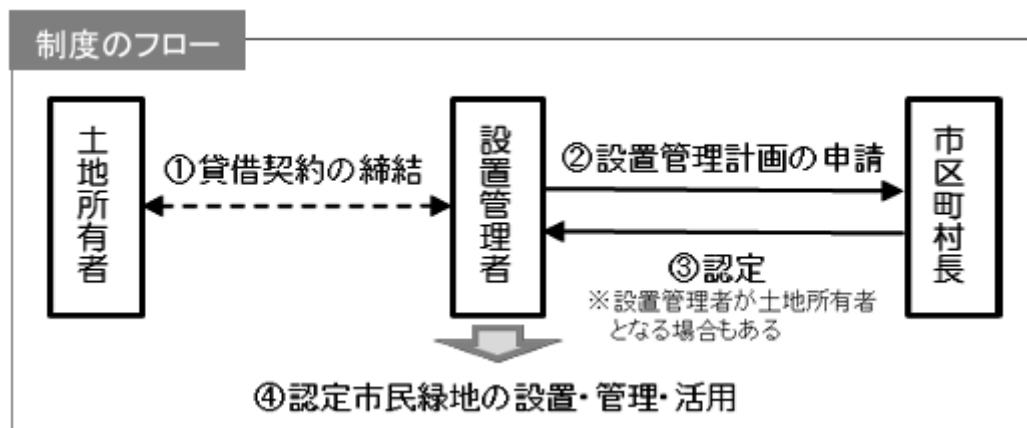 制度のフロー
土地所有者
①貸借契約の締結
設置管理者
②設置管理計画の申請
③認定
※設置管理者が土地所有者
となる場合もある
市区町村長
④認定市民緑地の設置・管理・活用